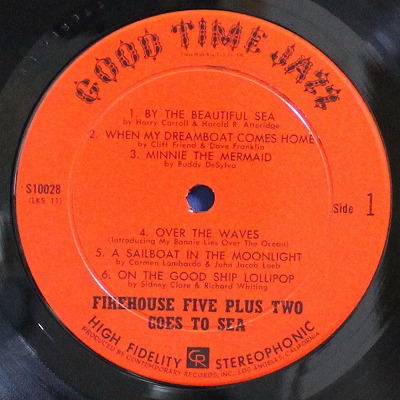 GOOD TIME JAZZ
1. BY THE BEAUTIFUL SEA
by Harry Carroll & Harold R. Atteridge
2. WHEN MY DREAMBOAT COMES HOME
by Cliff Friend & Dave Franklin
3. MINNIE THE MERMAID
by Buddy DeSylva
S10028
(LKS 11)
Side 1
4. OVER THE WAVES
(Introducing My Bonnie Lies Over The Ocean)
5. A SAILBOAT IN THE MOONLIGHT
by Carmen Lombardo & John Jacob Loeb
6. ON THE GOOD SHIP LOLLIPOP
by Sidney Clare & Richard Whiting
FIREHOUSE FIVE PLUS TWO
GOES TO SEA
HIGH FIDELITY CR STEREOPHONIC
PRODUCED BY CONTEMPORARY RECORDS, INC., LOS ANGELES, CALIFORNIA